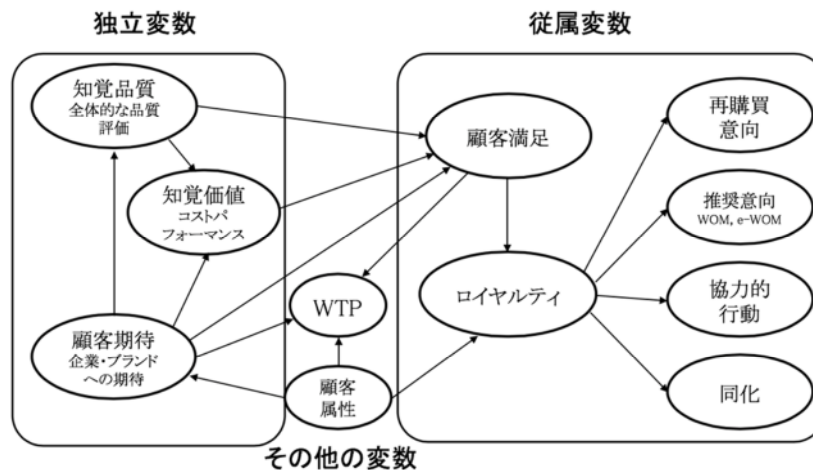 独立変数
従属変数
知覚品質
全体的な品質
評価
知覚価値
コストパ
フォーマンス
顧客期待
企業・ブランド
への期待
WTP
顧客
属性
顧客満足
ロイヤルティ
再購買
意向
推奨意向
WOM, e-WOM
協力的
行動
同化
その他の変数